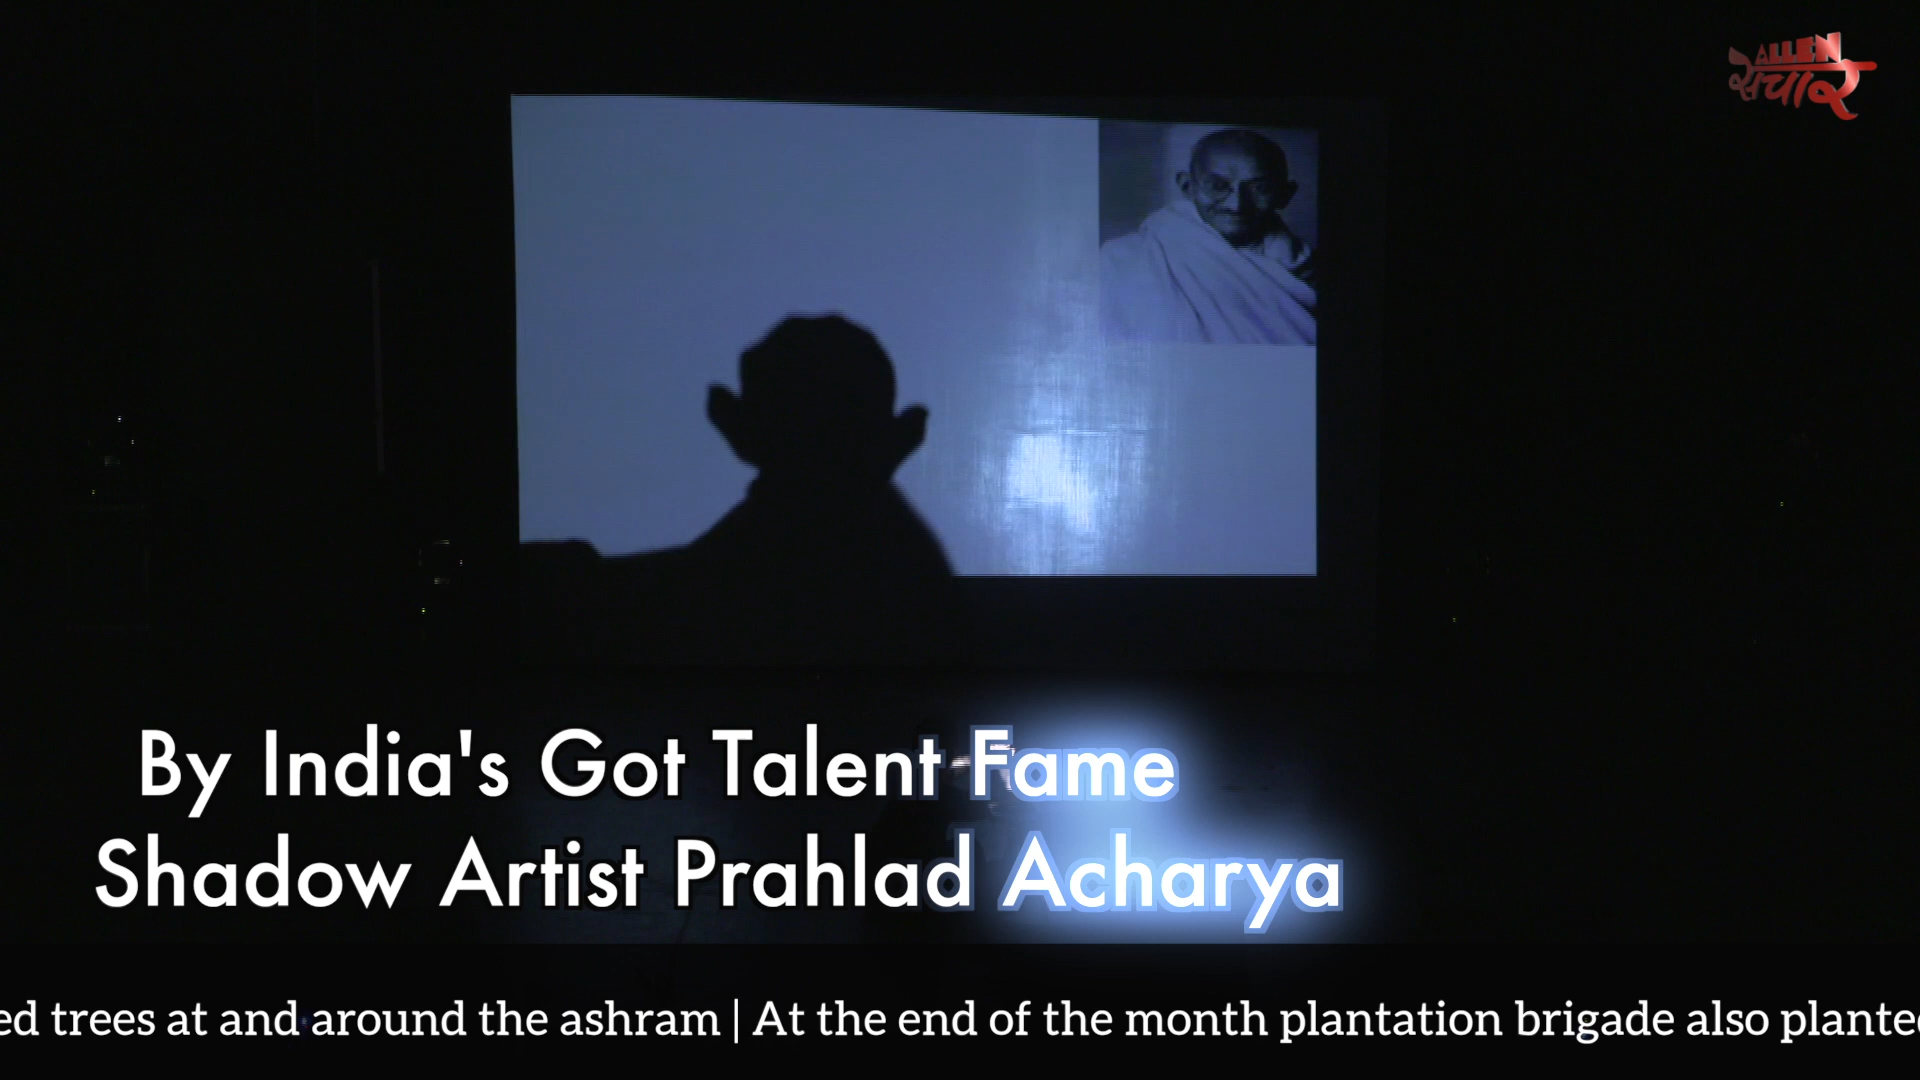 ALLEN
संचार
By India's Got Talent Fame
Shadow Artist Prahlad Acharya
ed trees at and around the ashram | At the end of the month plantation brigade also planted